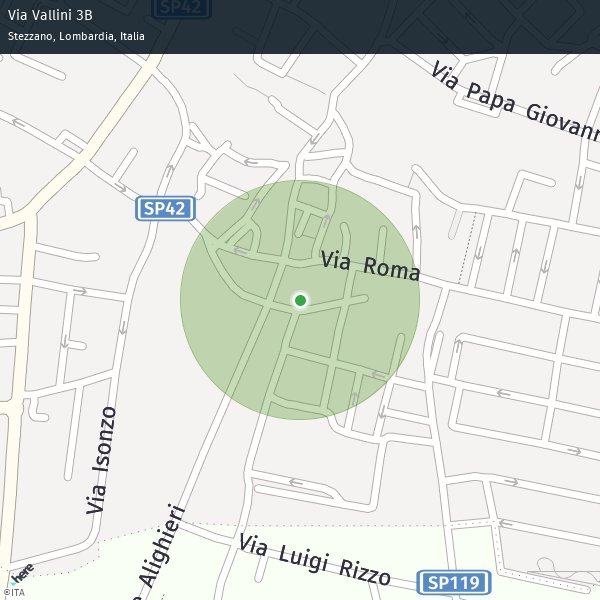 Via Vallini 3B
SP42
Stezzano, Lombardia, Italia
Via Papa Giovann
SP42
Via Roma
Via Isonzo
e Alighieri
Via Luigi Rizzo
SP119
here
©ITA